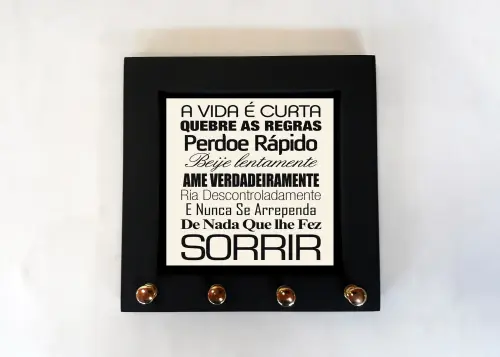 A VIDA É CURTA
QUEBRE AS REGRAS
Perdoe Rápido
Beije lentamente
AME VERDADEIRAMENTE
Ria Descontroladamente
E Nunca Se Arrependa
De Nada Que lhe Fez
SORRIR